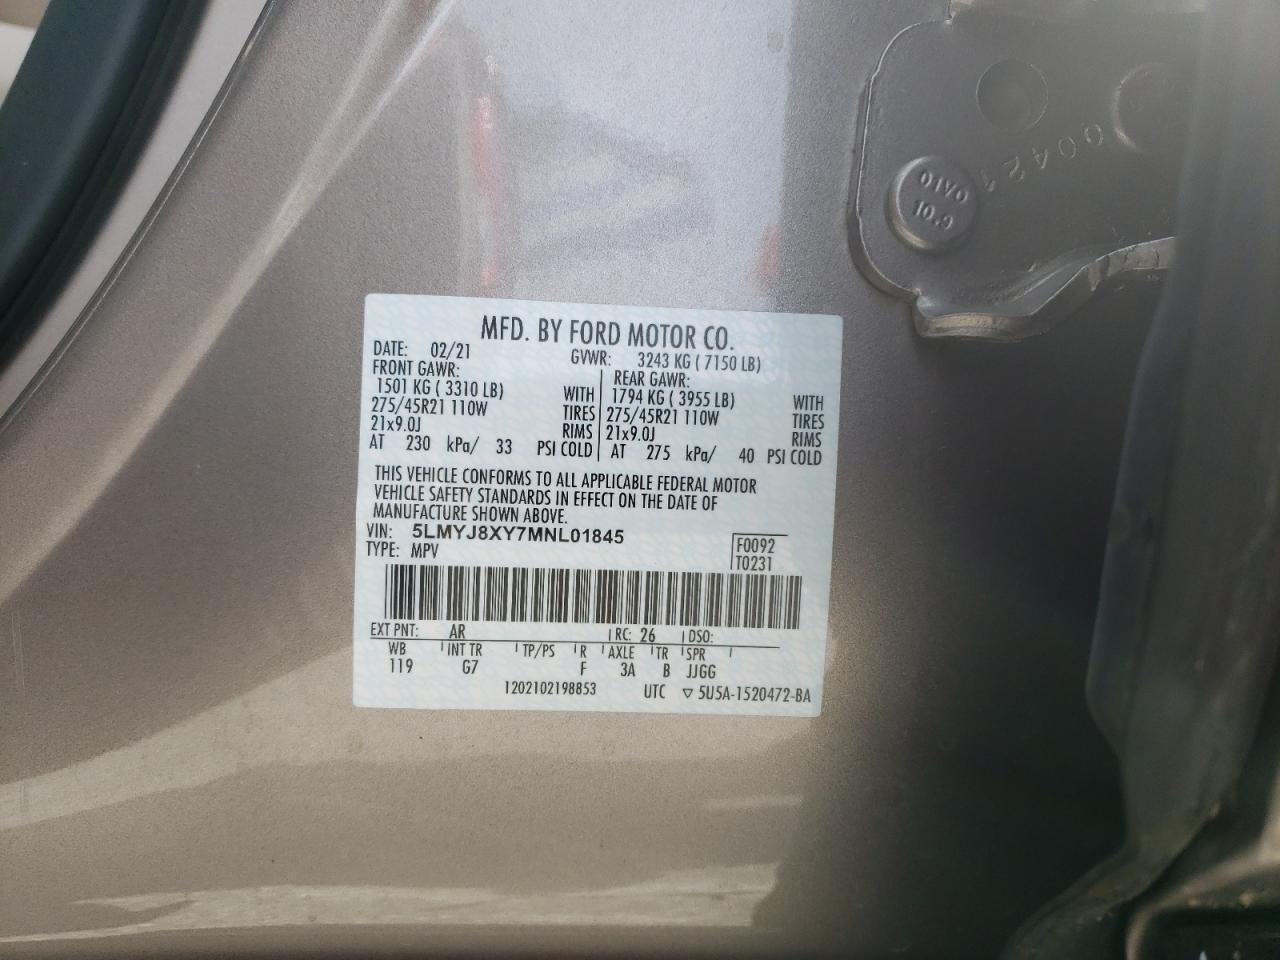 01VO
10.9
00421
MFD. BY FORD MOTOR CO.
DATE: 02/21 GVWR: 3243 KG ( 7150 LB)
FRONT GAWR: REAR GAWR:
1501 KG ( 3310 LB) WITH 1794 KG ( 3955 LB) WITH
275/45R21 110W TIRES 275/45R21 110W TIRES
21x9.0J RIMS 21x9.0J RIMS
AT 230 kPa/ 33 PSI COLD AT 275 kPa/ 40 PSI COLD
THIS VEHICLE CONFORMS TO ALL APPLICABLE FEDERAL MOTOR
VEHICLE SAFETY STANDARDS IN EFFECT ON THE DATE OF
MANUFACTURE SHOWN ABOVE.
VIN: 5LMYJ8XY7MNL01845
TYPE: MPV
F0092
T0231
EXT PNT: AR RC: 26 DSO:
WB INT TR TP/PS R AXLE TR SPR
119 G7 F 3A B JJGG
1202102198853 UTC ▽ 5U5A-1520472-BA